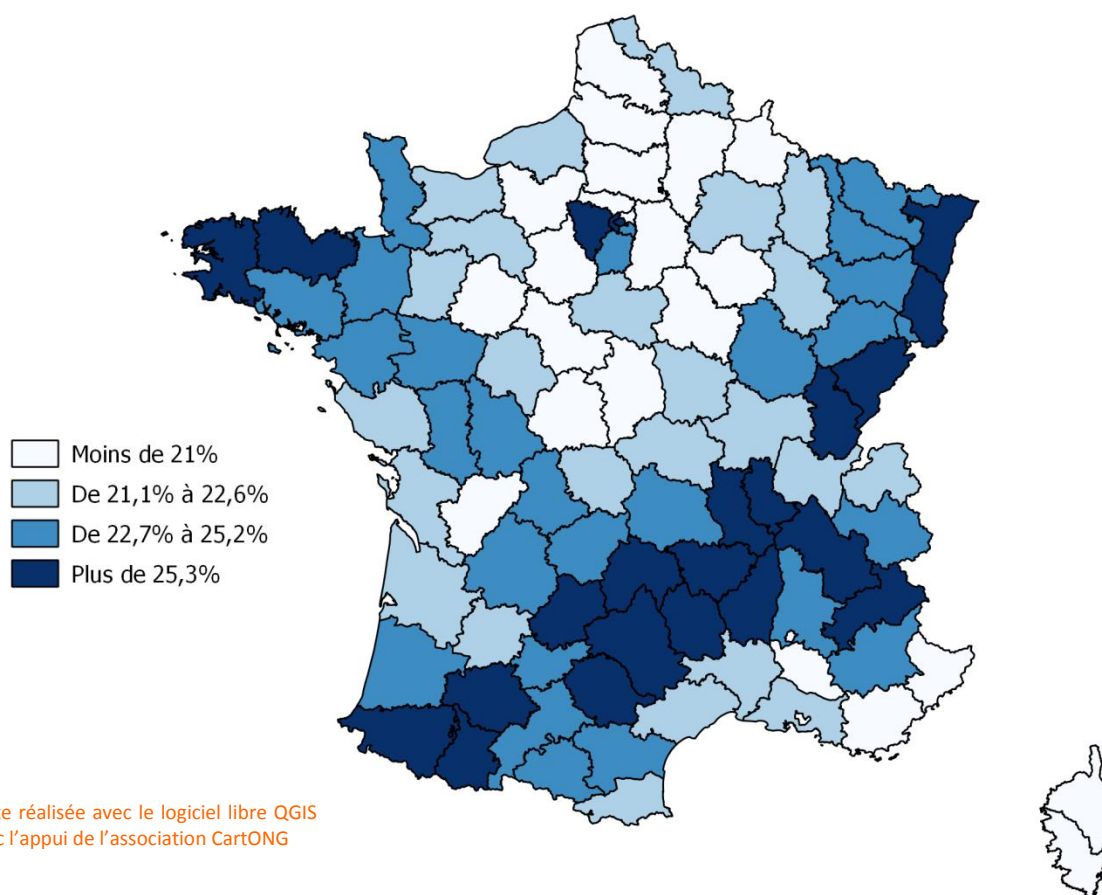 Moins de 21%
De 21,1% à 22,6%
De 22,7% à 25,2%
Plus de 25,3%
réalisée avec le logiciel libre QGIS
l’appui de l’association CartONG